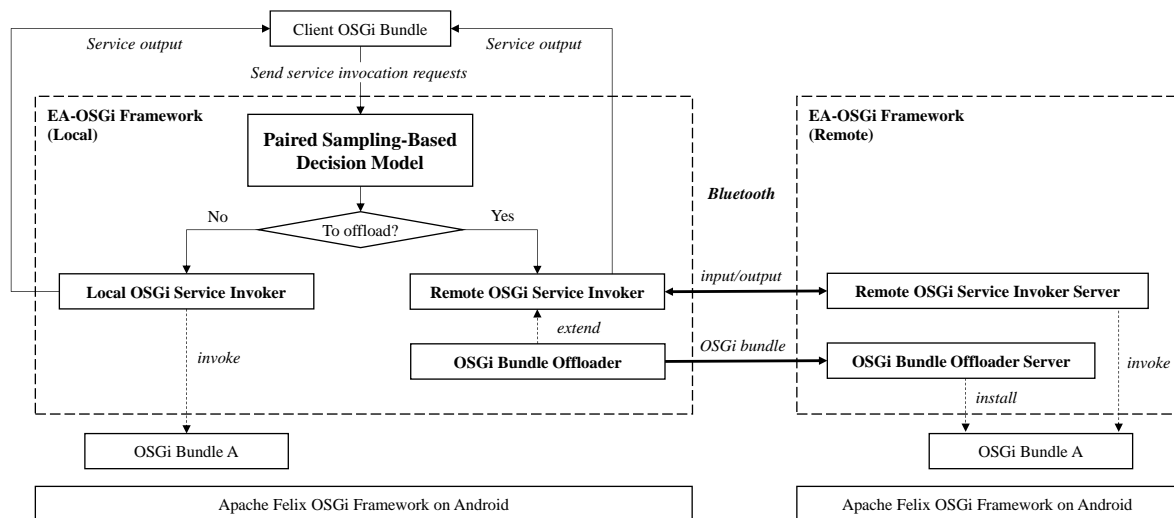 Client OSGi Bundle
Service output
Service output
Send service invocation requests
EA-OSGi Framework
(Local)
EA-OSGi Framework
(Remote)
Paired Sampling-Based
Decision Model
Bluetooth
No
Yes
To offload?
Local OSGi Service Invoker
Remote OSGi Service Invoker
input/output
Remote OSGi Service Invoker Server
extend
invoke
OSGi Bundle Offloader
OSGi bundle
OSGi Bundle Offloader Server
invoke
install
OSGi Bundle A
OSGi Bundle A
Apache Felix OSGi Framework on Android
Apache Felix OSGi Framework on Android